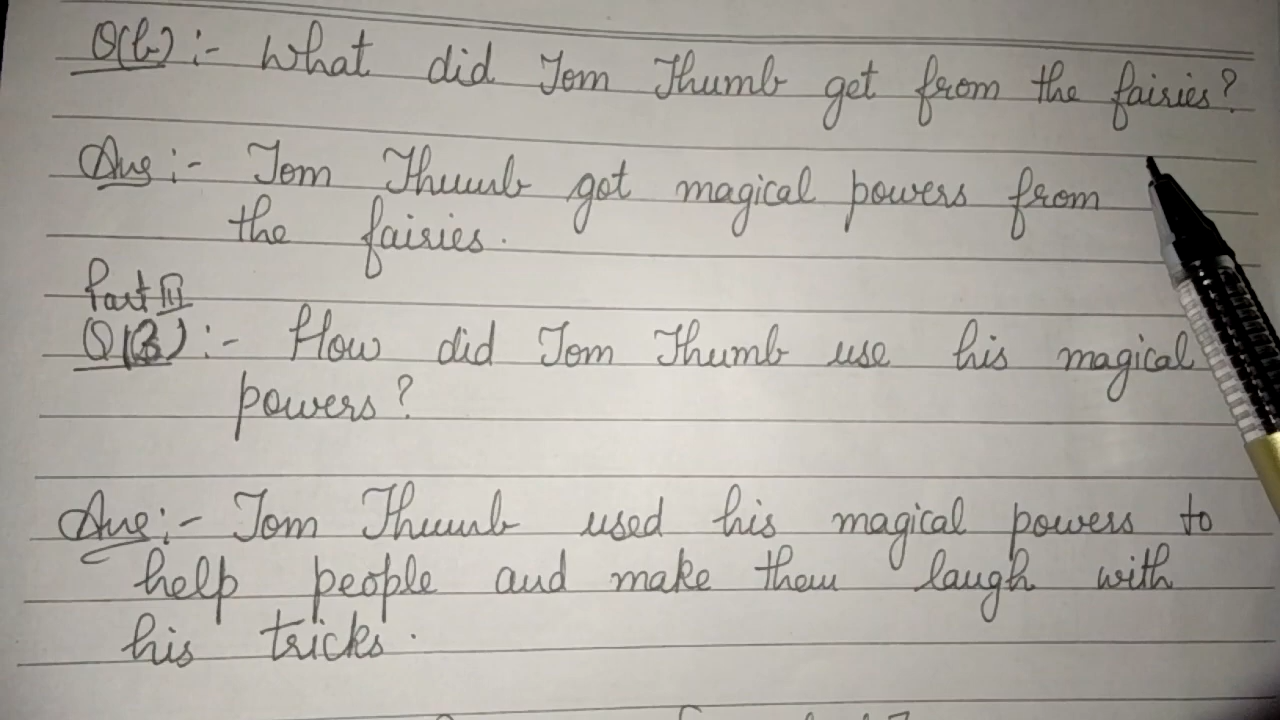 Q(b) :- What did Tom Thumb get from the fairies?
Ans :- Tom Thumb got magical powers from
the fairies.
Part III
Q(3) :- How did Tom Thumb use his magical
powers?
Ans :- Tom Thumb used his magical powers to
help people and make them laugh with
his tricks.